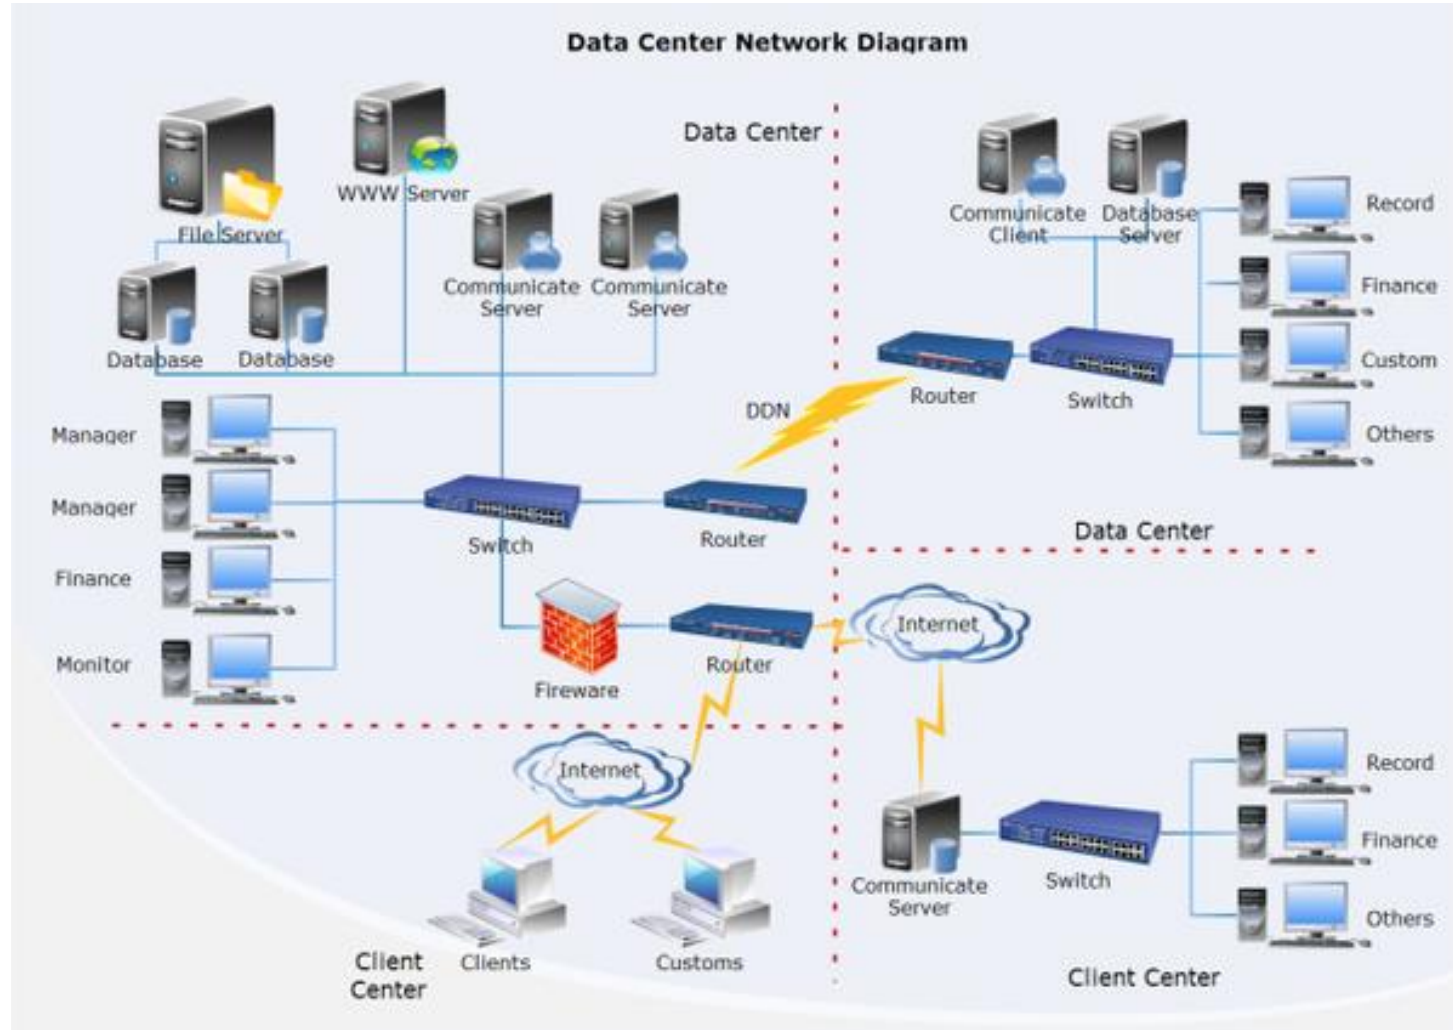 Data Center Network Diagram
Data Center
WWW Server
File Server
Communicate
Server
Communicate
Server
Database
Database
Manager
Manager
Finance
Monitor
Switch
Router
DDN
Fireware
Router
Communicate
Client
Database
Server
Record
Finance
Custom
Others
Router
Switch
Data Center
Internet
Internet
Clients
Customs
Client
Center
Communicate
Server
Switch
Record
Finance
Others
Client Center